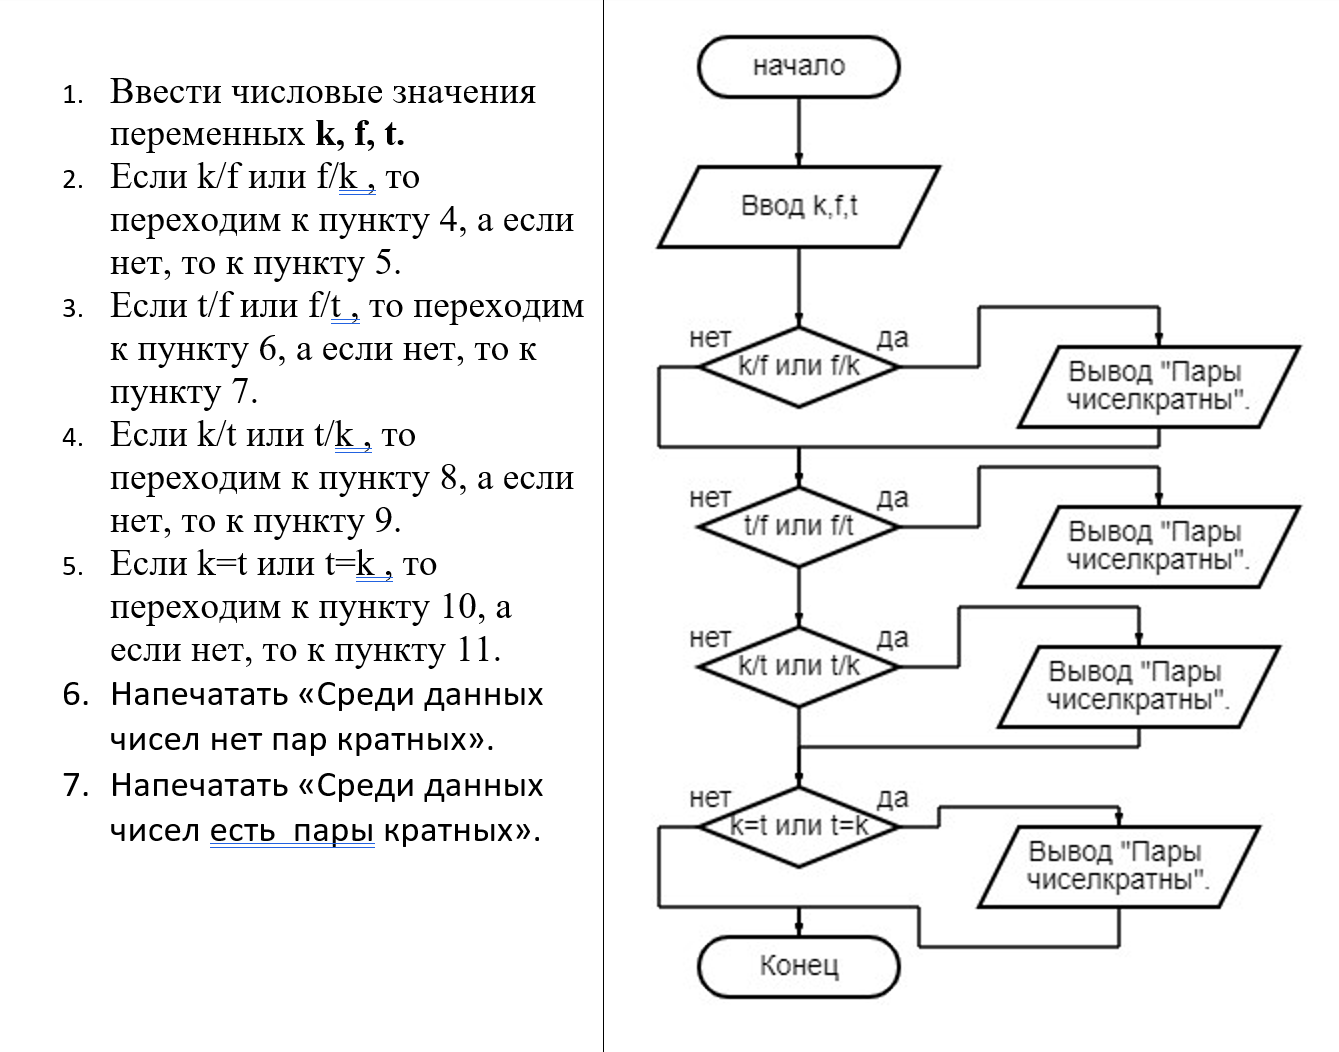 1. Ввести числовые значения
переменных k, f, t.
2. Если k/f или f/k , то
переходим к пункту 4, а если
нет, то к пункту 5.
3. Если t/f или f/t , то переходим
к пункту 6, а если нет, то к
пункту 7.
4. Если k/t или t/k , то
переходим к пункту 8, а если
нет, то к пункту 9.
5. Если k=t или t=k , то
переходим к пункту 10, а
если нет, то к пункту 11.
6. Напечатать «Среди данных
чисел нет пар кратных».
7. Напечатать «Среди данных
чисел есть  пары кратных».
начало
Ввод k,f,t
нет
да
k/f или f/k
Вывод "Пары
чиселкратны".
нет
да
t/f или f/t
Вывод "Пары
чиселкратны".
нет
да
k/t или t/k
Вывод "Пары
чиселкратны".
нет
да
k=t или t=k
Вывод "Пары
чиселкратны".
Конец